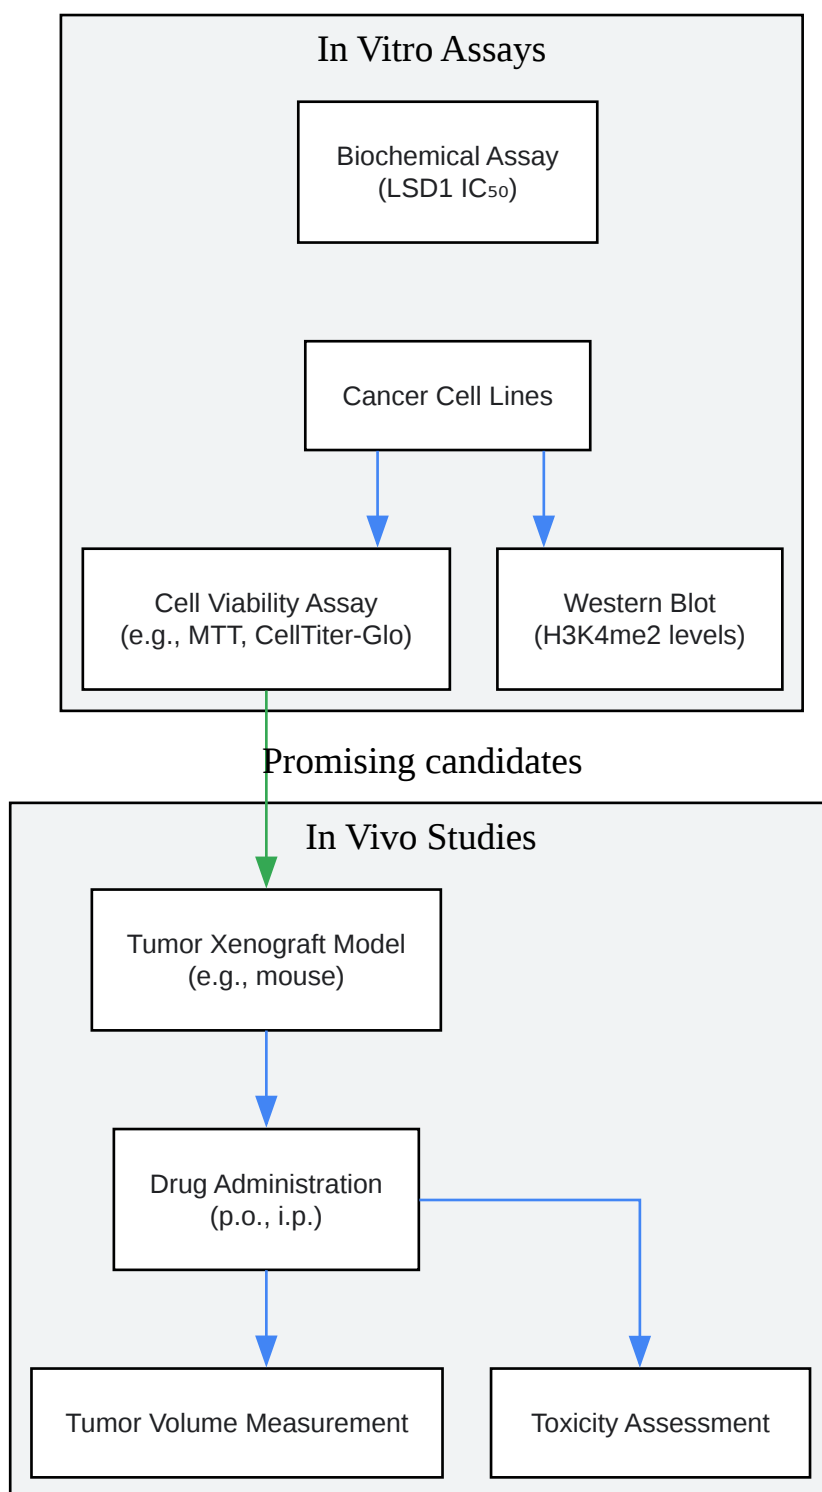 In Vitro Assays
Biochemical Assay
(LSD1 IC₅₀)
Cancer Cell Lines
Cell Viability Assay
(e.g., MTT, CellTiter-Glo)
Western Blot
(H3K4me2 levels)
Promising candidates
In Vivo Studies
Tumor Xenograft Model
(e.g., mouse)
Drug Administration
(p.o., i.p.)
Tumor Volume Measurement
Toxicity Assessment